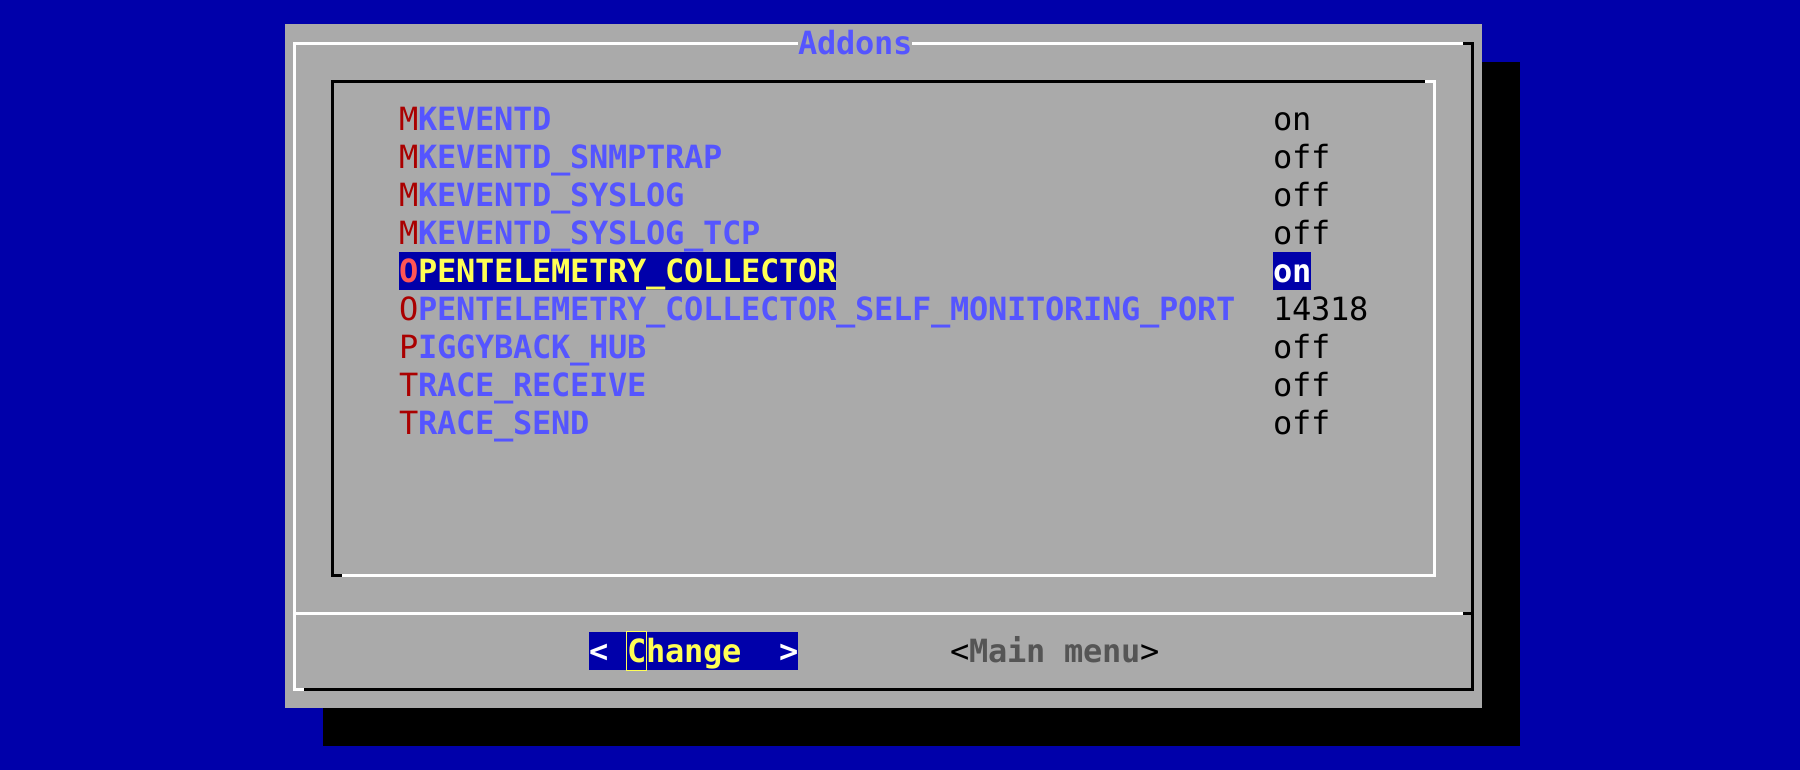 Addons
MKEVENTD on
MKEVENTD_SNMPTRAP off
MKEVENTD_SYSLOG off
MKEVENTD_SYSLOG_TCP off
OPENTELEMETRY_COLLECTOR on
OPENTELEMETRY_COLLECTOR_SELF_MONITORING_PORT 14318
PIGGYBACK_HUB off
TRACE_RECEIVE off
TRACE_SEND off
< Change > <Main menu>